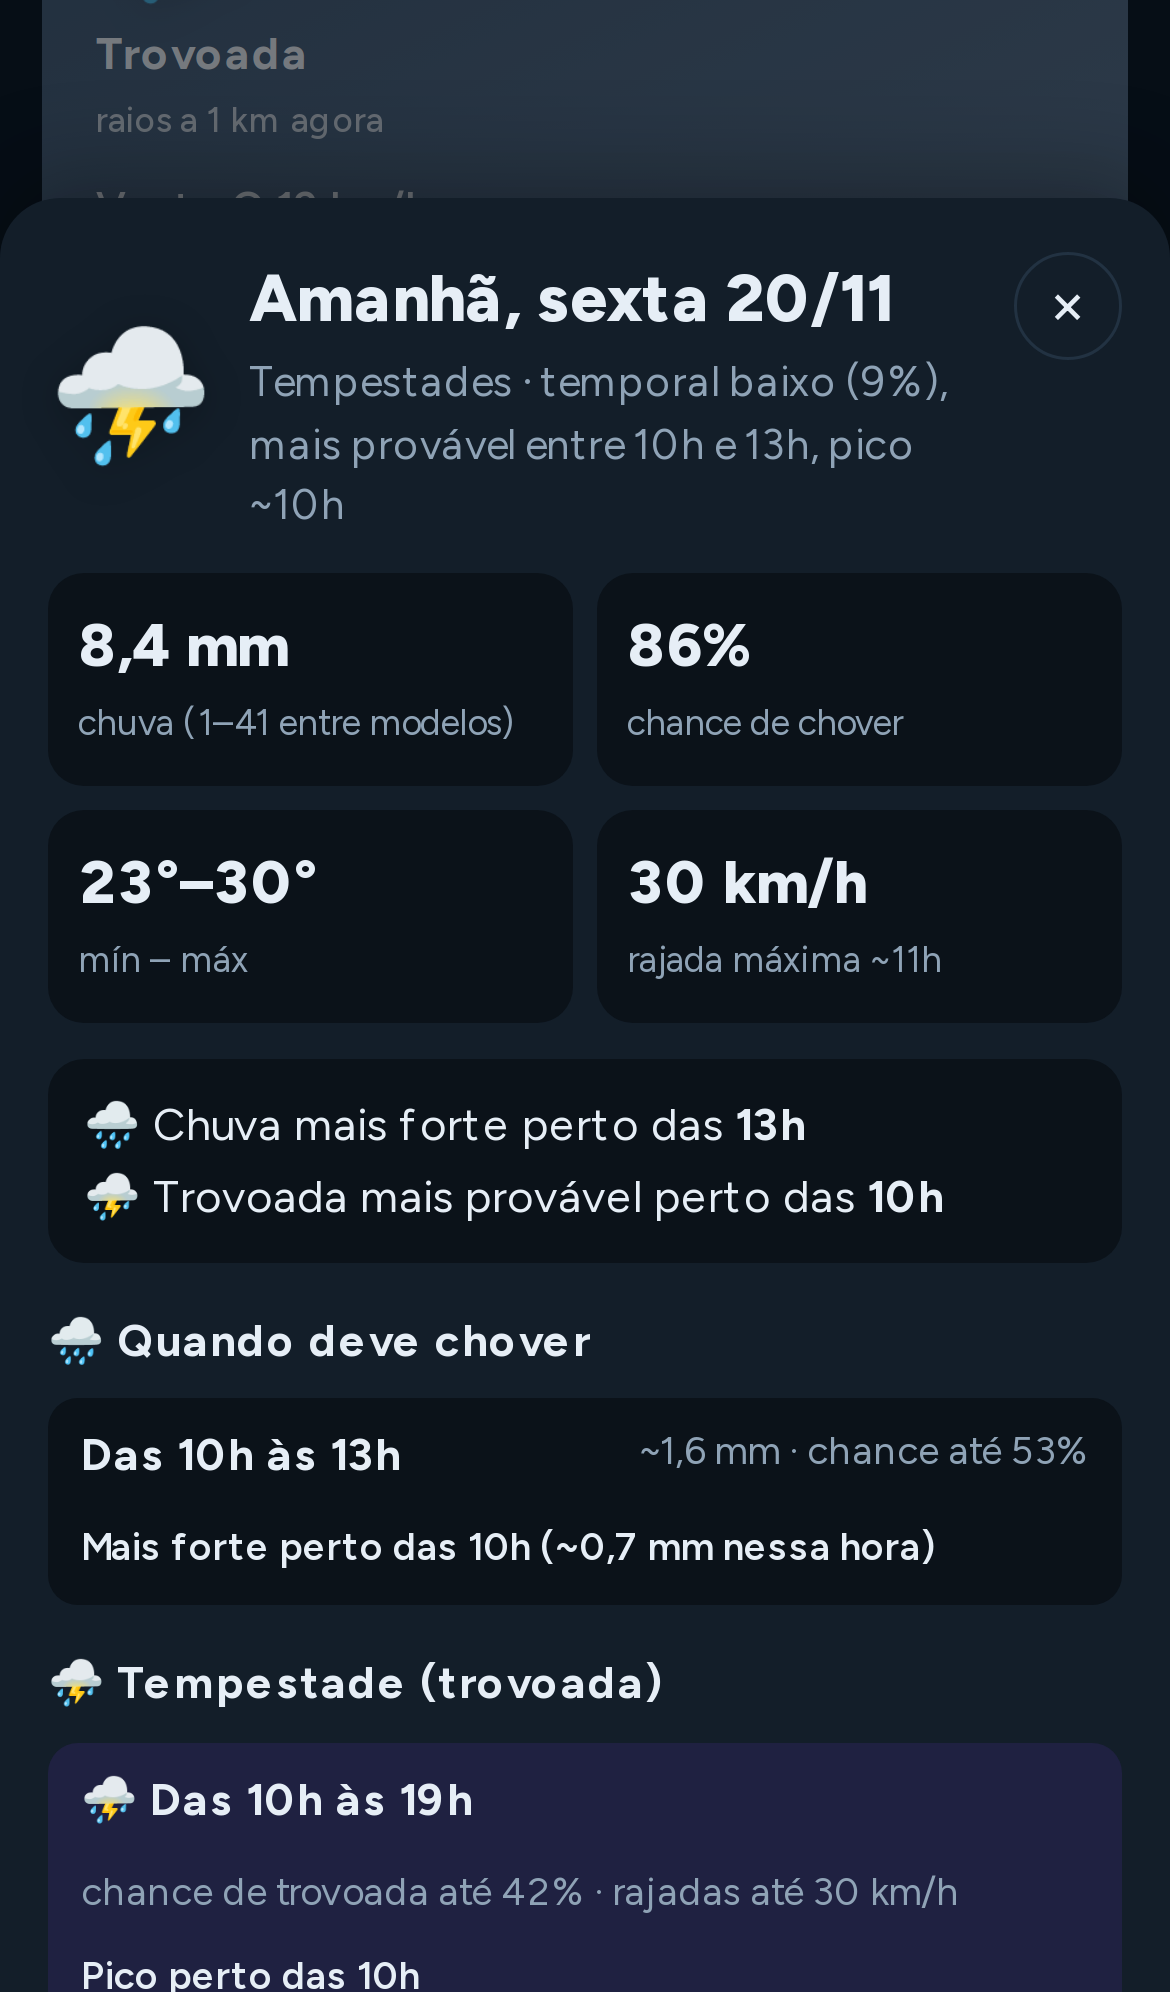 Trovoada
raios a 1 km agora
Amanhã, sexta 20/11
Tempestades · temporal baixo (9%),
mais provável entre 10h e 13h, pico
~10h
8,4 mm
chuva (1–41 entre modelos)
86%
chance de chover
23°–30°
mín – máx
30 km/h
rajada máxima ~11h
Chuva mais forte perto das 13h
Trovoada mais provável perto das 10h
Quando deve chover
Das 10h às 13h
~1,6 mm · chance até 53%
Mais forte perto das 10h (~0,7 mm nessa hora)
Tempestade (trovoada)
Das 10h às 19h
chance de trovoada até 42% · rajadas até 30 km/h
Pico perto das 10h